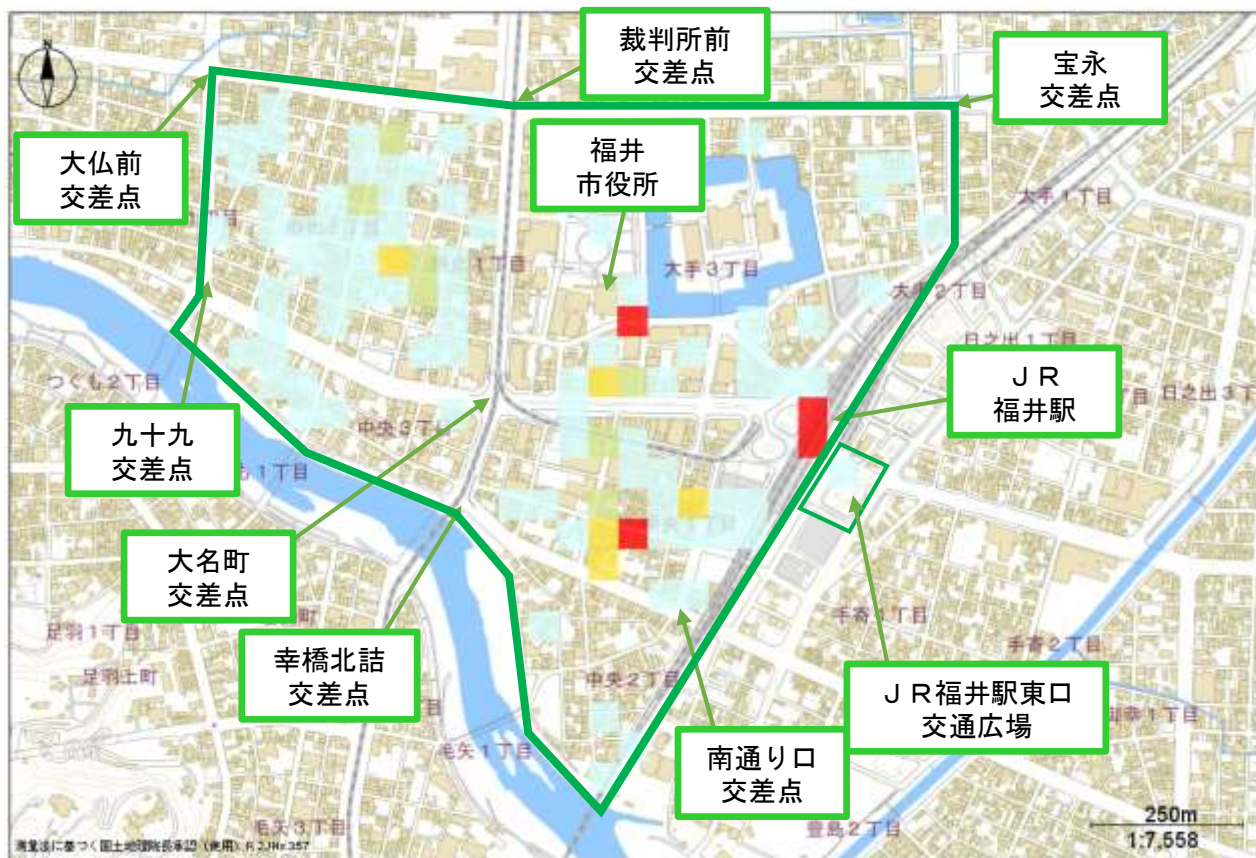 裁判所前
交差点
宝永
交差点
大仏前
交差点
福井
市役所
大手1丁目
大手3丁目
1丁目
大手2丁目
日之出1丁目
つくも2丁目
ＪＲ
福井駅
日之出3丁
九十九
交差点
中央3丁
1丁目
大名町
交差点
手寄1丁目
足羽1丁目
幸橋北詰
交差点
手寄2丁目
足羽上町
中央2丁目
ＪＲ福井駅東口
交通広場
南通り口
交差点
毛矢1丁目
毛矢3丁目
豊島2丁目
250m
1:7,558